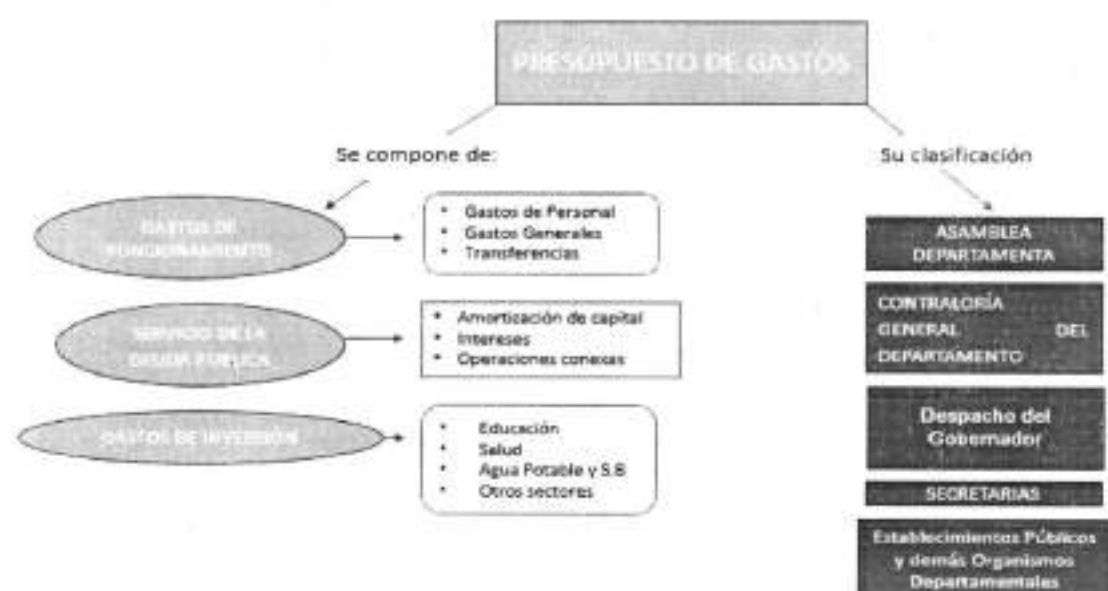 PRESUPUESTO DE GASTOS
Se compone de:
Su clasificación
GASTOS DE
FUNCIONAMIENTO
• Gastos de Personal
• Gastos Generales
• Transferencias
SERVICIO DE LA
DEUDA PÚBLICA
• Amortización de capital
• Intereses
• Operaciones conexas
GASTOS DE INVERSIÓN
• Educación
• Salud
• Agua Potable y S.B
• Otros sectores
ASAMBLEA
DEPARTAMENTA
CONTRALORÍA
GENERAL DEL
DEPARTAMENTO
Despacho del
Gobernador
SECRETARIAS
Establecimientos Públicos
y demás Organismos
Departamentales